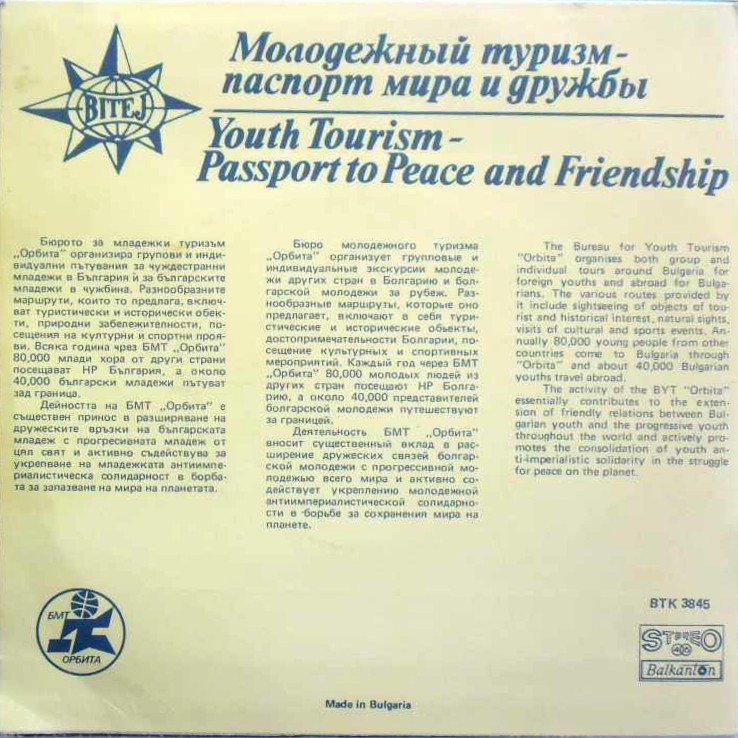 BITEJ
Молодежный туризм-
паспорт мира и дружбы
Youth Tourism-
Passport to Peace and Friendship
Бюрото за младежки туризъм
„Орбита" организира групови и инди-
видуални пътувания за чуждестранни
младежи в България й за българските
младежи в чужбина. Разнообразните
маршрути, които то предлага, включ-
ват туристически и исторически обек-
ти, природни забележителности, по-
сещения на културни и спортни проя-
ви. Всяка година чрез БМТ „Орбита"
80,000 млади хора от други страни
посещават НР България, а около
40,000 български младежи пътуват
зад граница.
Дейността на БМТ „Орбита" е
съществен принос в разширяване на
дружеските връзки на българската
младеж с прогресивната младеж от
цял свят и активно съдействува за
укрепване на младежката антиимпе-
риалистическа солидарност в борба-
та за запазване на мира на планетата.
Бюро молодежного туризма
„Орбита" организует групповые и
индивидуальные экскурсии молоде-
жи других стран в Болгарию и бол-
гарской молодежи за рубеж. Раз-
нообразные маршруты, которые оно
предлагает, включают в себя тури-
стические и исторические объекты,
достопримечательности Болгарии, по-
сещение культурных и спортивных
мероприятий. Каждый год через БМТ
„Орбита" 80,000 молодых людей из
других стран посещают НР Болга-
рию, а около 40,000 представителей
болгарской молодежи путешествуют
за границей.
Деятельность БМТ „Орбита"
вносит существенный вклад в рас-
ширение дружеских связей болгар-
ской молодежи с прогрессивной мо-
лодежью всего мира и активно со-
действует укреплению молодежной
антиимпериалистической солидарно-
сти в борьбе за сохранения мира на
планете.
The Bureau for Youth Tourism
"Orbita" organises both group and
individual tours around Bulgaria for
foreign youths and abroad for Bulga-
rians. The various routes provided by
it include sightseeing of objects of tou-
rist and historical interest, natural sights,
visits of cultural and sports events. An-
nually 80,000 young people from other
countries come to Bulgaria through
"Orbita" and about 40,000 Bulgarian
youths travel abroad.
The activity of the BYT "Orbita"
essentially contributes to the exten-
sion of friendly relations between Bul-
garian youth and the progressive youth
throughout the world and actively pro-
motes the consolidation of youth an-
ti-imperialistic solidarity in the struggle
for peace on the planet.
БМТ
ОРБИТА
ВТК 3845
STEREO
Balkanton
Made in Bulgaria